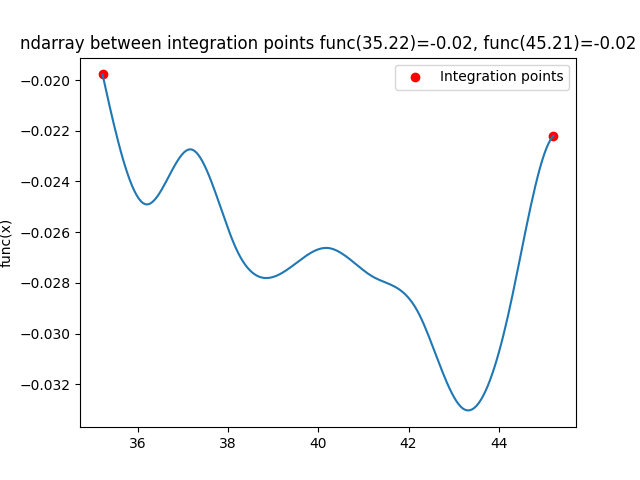 ndarray between integration points func(35.22)=-0.02, func(45.21)=-0.02
Integration points
−0.020
−0.022
−0.024
−0.026
−0.028
−0.030
−0.032
func(x)
36 38 40 42 44